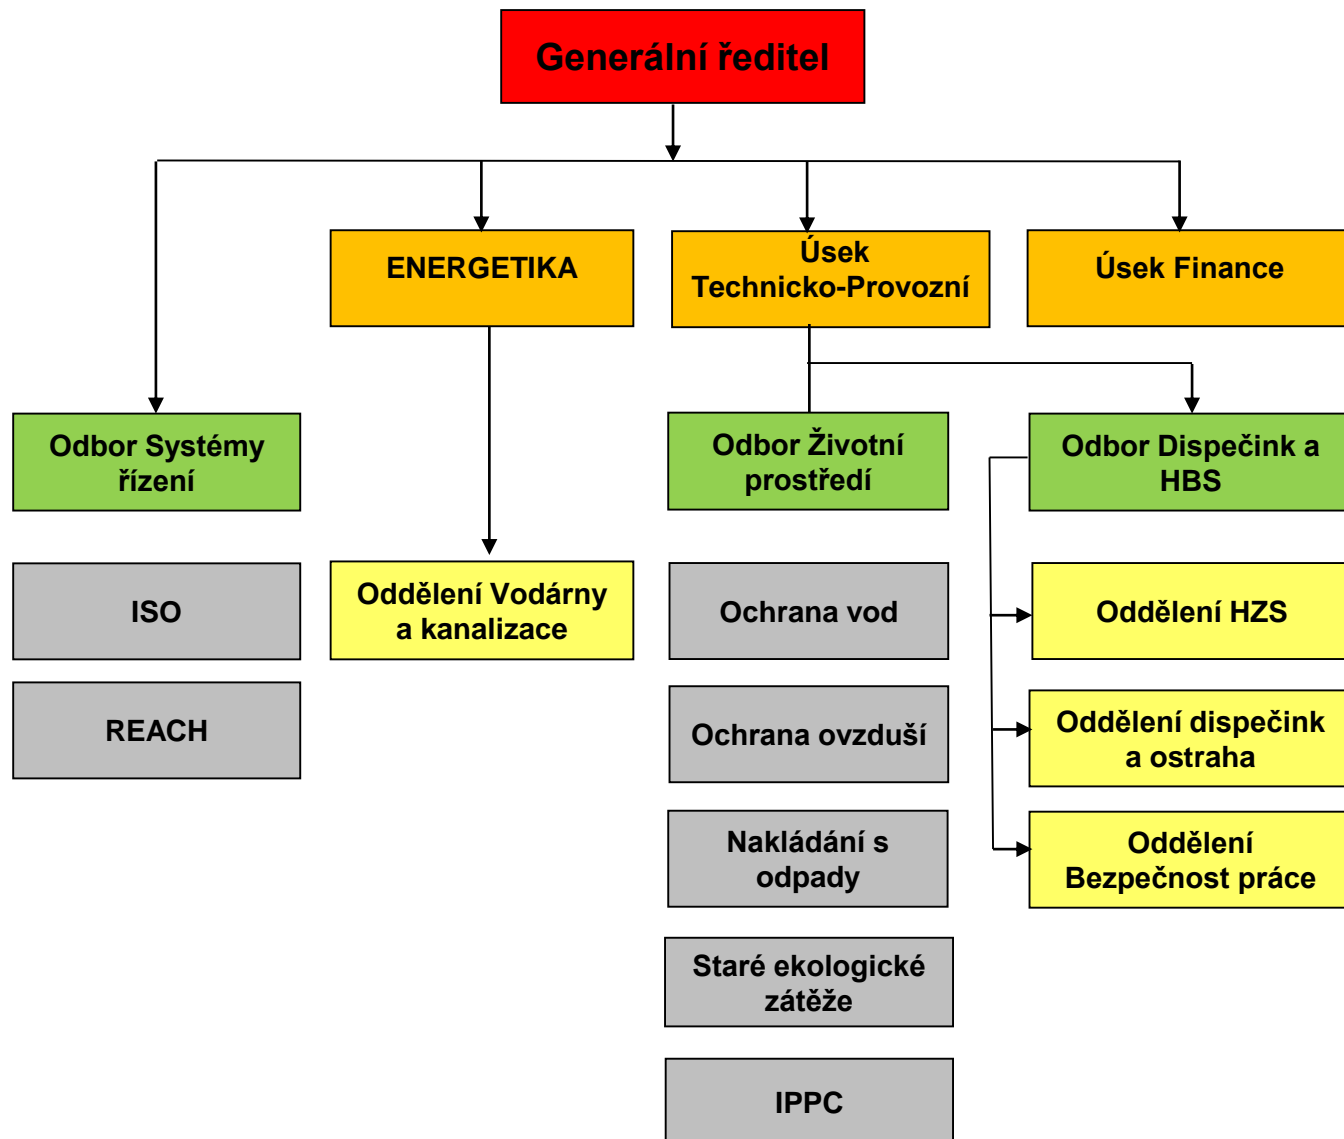 Generální ředitel
ENERGETIKA
Úsek
Technicko-Provozní
Úsek Finance
Odbor Systémy
řízení
Odbor Životní
prostředí
Odbor Dispečink a
HBS
ISO
Oddělení Vodárny
a kanalizace
Ochrana vod
Oddělení HZS
REACH
Ochrana ovzduší
Oddělení dispečink
a ostraha
Nakládání s
odpady
Oddělení
Bezpečnost práce
Staré ekologické
zátěže
IPPC